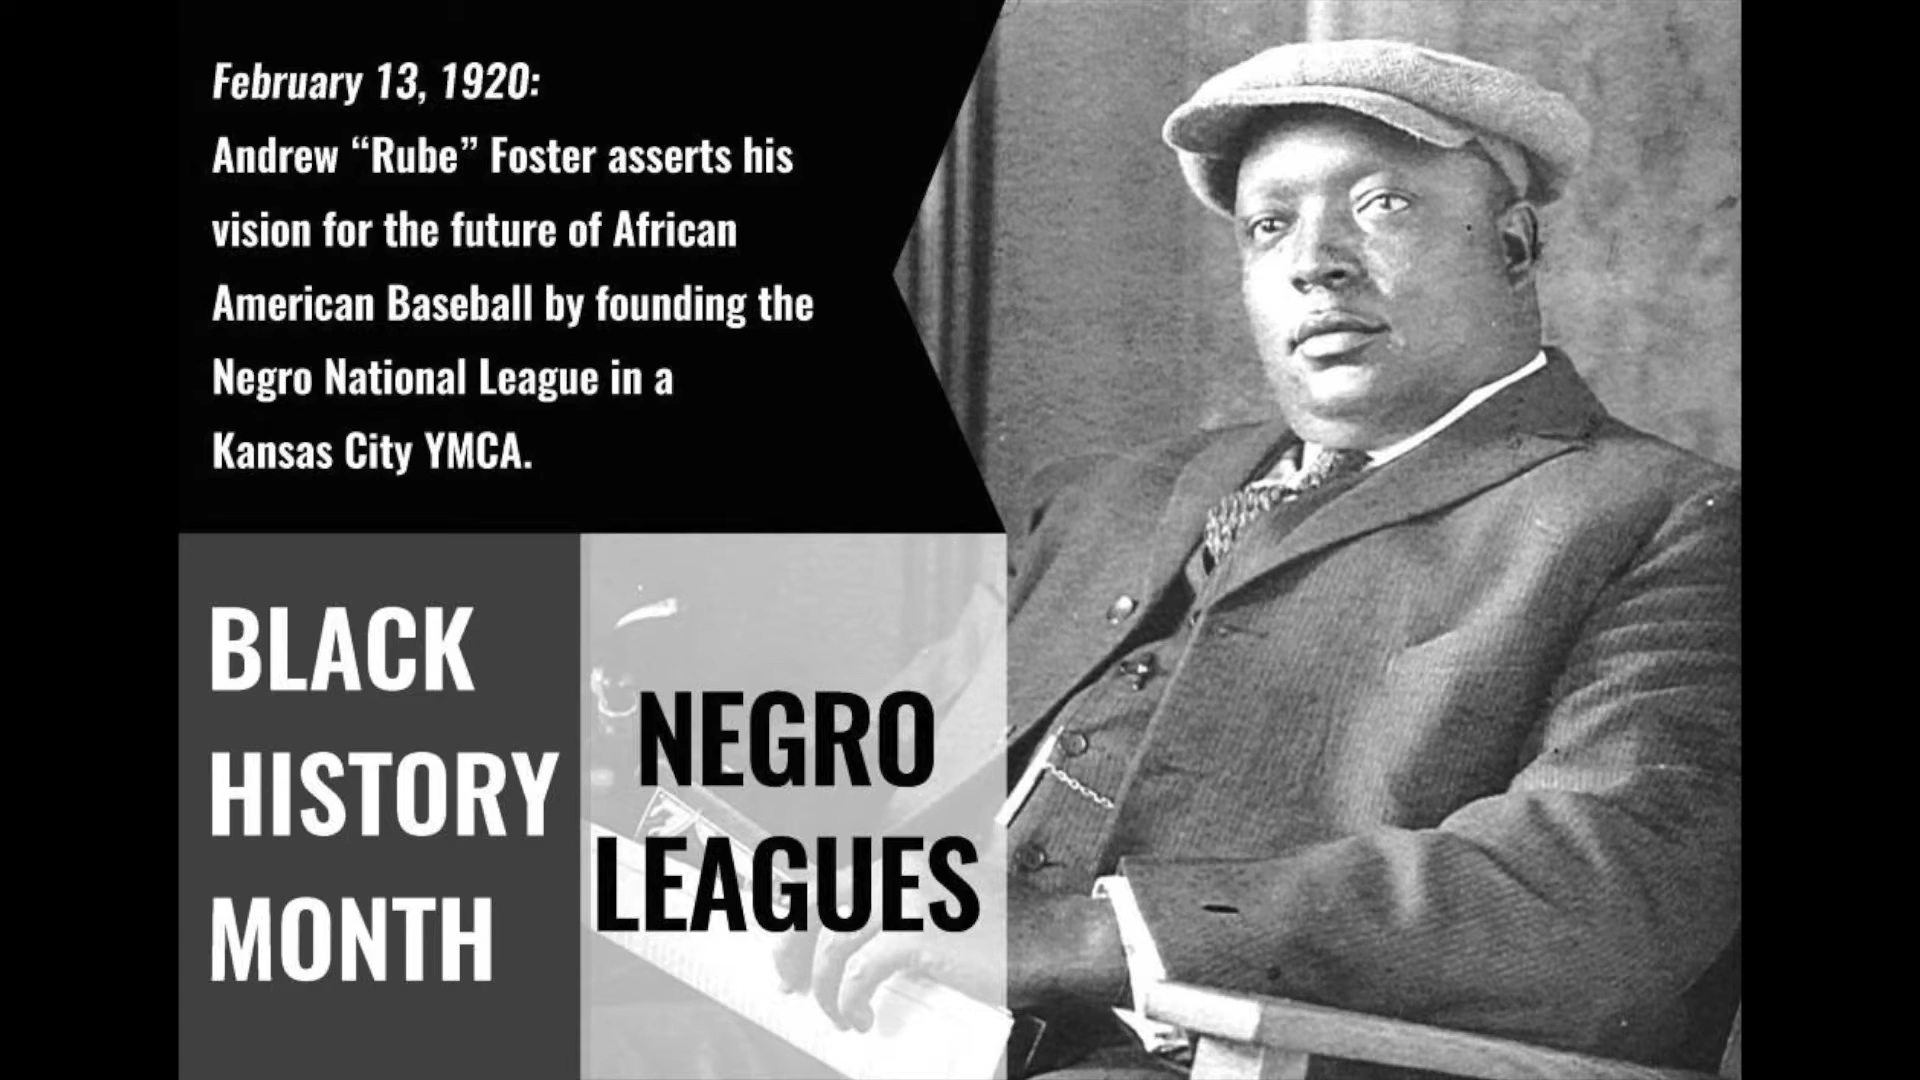 February 13, 1920:
Andrew “Rube” Foster asserts his
vision for the future of African
American Baseball by founding the
Negro National League in a
Kansas City YMCA.
BLACK
HISTORY
MONTH
NEGRO
LEAGUES